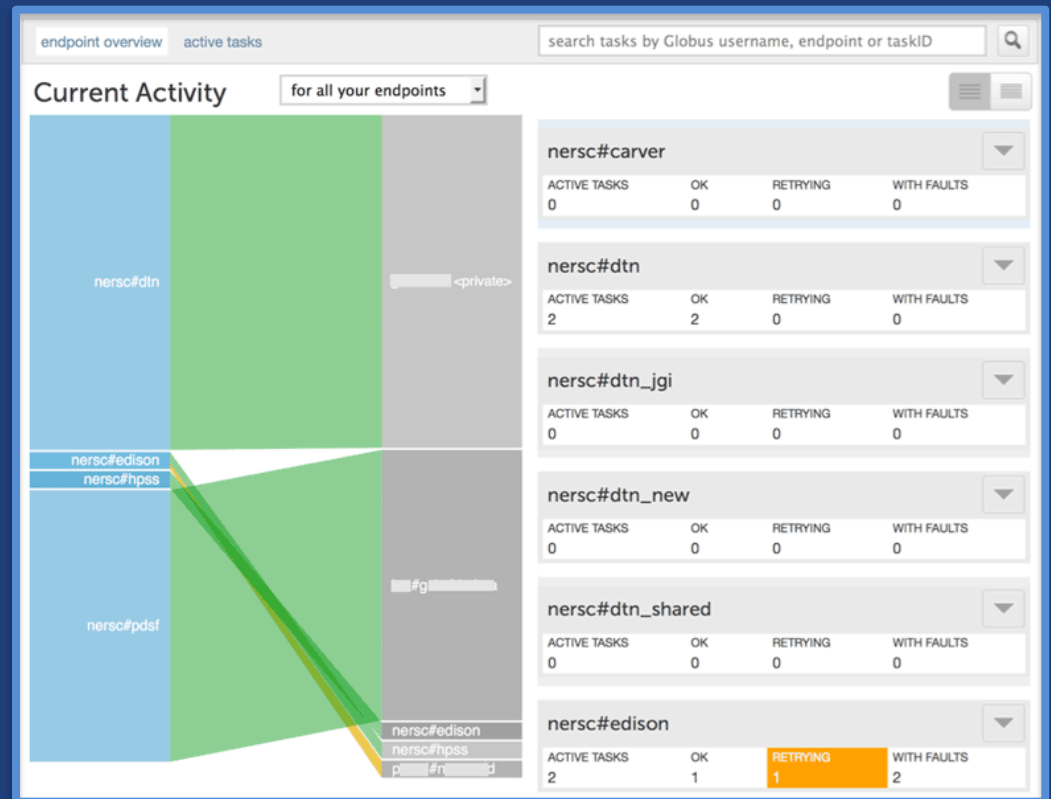 endpoint overview active tasks
search tasks by Globus username, endpoint or taskID
Current Activity
for all your endpoints
nersc#dtn
<private>
nersc#edison
nersc#hpss
nersc#pdsf
#g
nersc#edison
nersc#hpss
nersc#carver
ACTIVE TASKS OK RETRYING WITH FAULTS
0 0 0 0
nersc#dtn
ACTIVE TASKS OK RETRYING WITH FAULTS
2 2 0 0
nersc#dtn_jgi
ACTIVE TASKS OK RETRYING WITH FAULTS
0 0 0 0
nersc#dtn_new
ACTIVE TASKS OK RETRYING WITH FAULTS
0 0 0 0
nersc#dtn_shared
ACTIVE TASKS OK RETRYING WITH FAULTS
0 0 0 0
nersc#edison
ACTIVE TASKS OK RETRYING WITH FAULTS
2 1 1 2